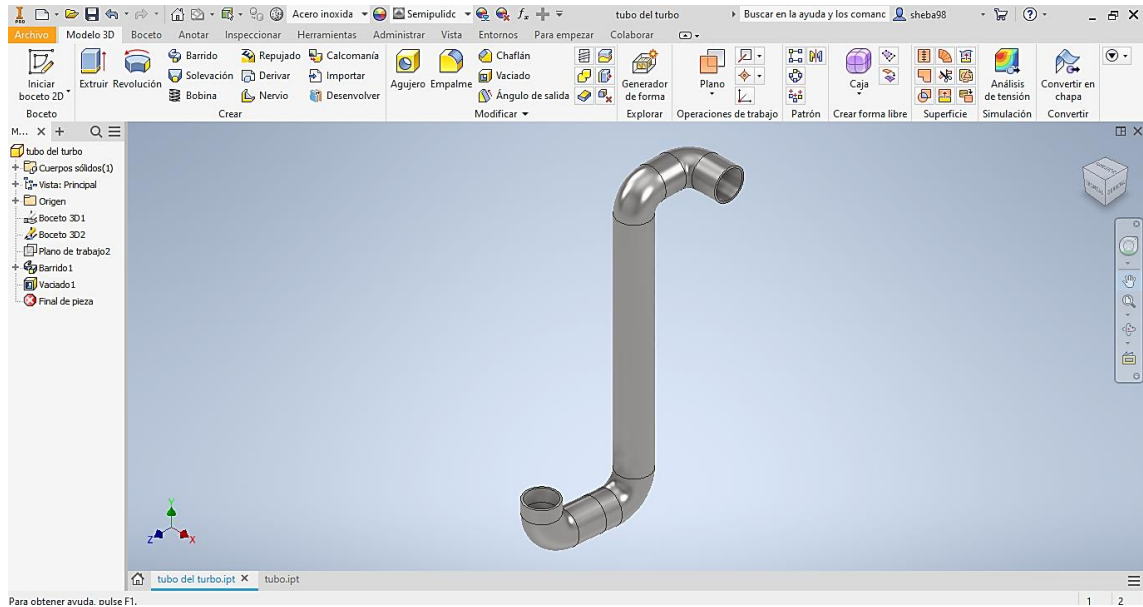 PRO Acero inoxida Semipulidc fx tubo del turbo Buscar en la ayuda y los comanc sheba98
Archivo Modelo 3D Boceto Anotar Inspeccionar Herramientas Administrar Vista Entornos Para empezar Colaborar
Iniciar boceto 2D
Extruir Revolución
Barrido Repujado Calcomanía
Solevación Derivar Importar
Bobina Nervio Desenvolver
Agujero Empalme
Chaflán
Vaciado
Ángulo de salida
Generador de forma
Plano
Caja
Análisis de tensión
Convertir en chapa
Boceto Crear Modificar Explorar Operaciones de trabajo Patrón Crear forma libre Superficie Simulación Convertir
M... × +
tubo del turbo
Cuerpos sólidos(1)
Vista: Principal
Origen
Boceto 3D1
Boceto 3D2
Plano de trabajo2
Barrido1
Vaciado1
Final de pieza
Y
Z X
tubo del turbo.ipt × tubo.ipt
Para obtener ayuda, pulse F1. 1 2